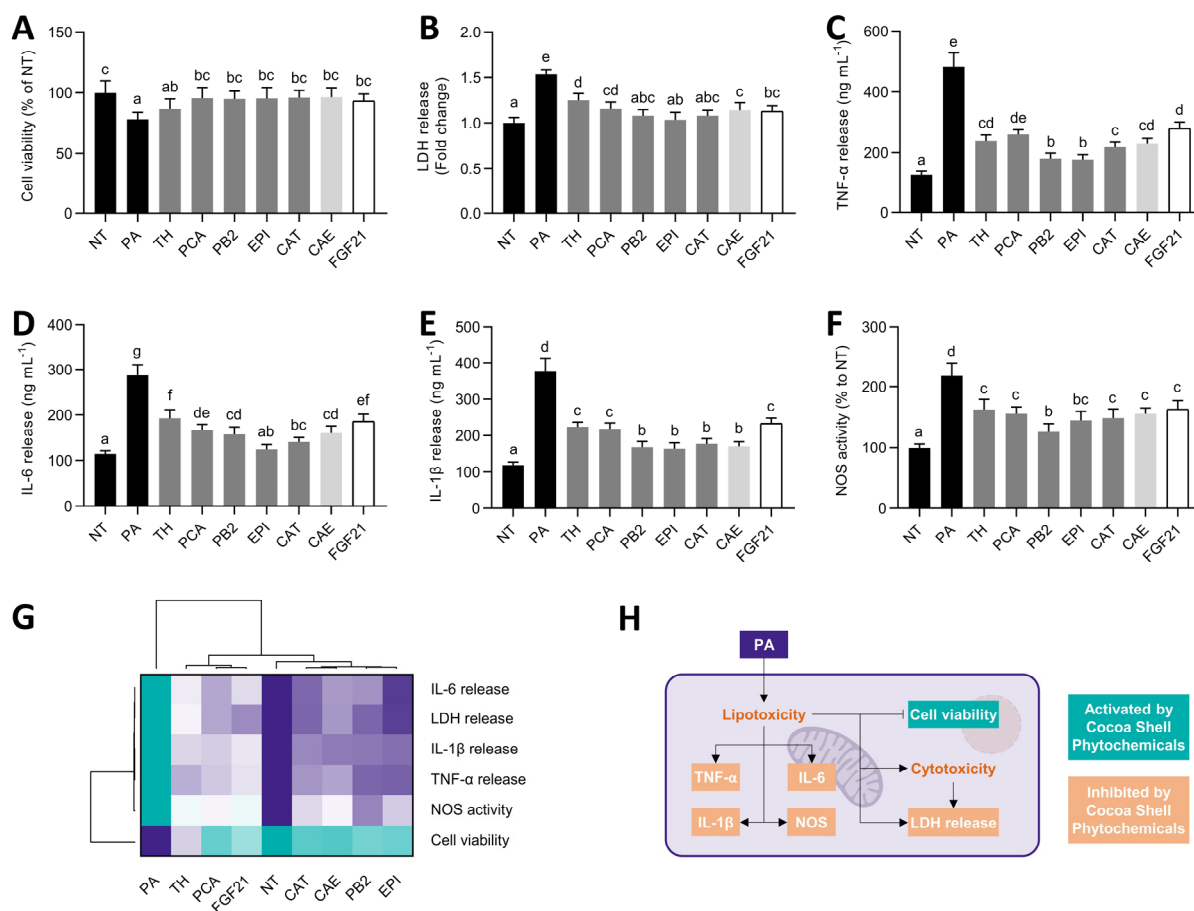 A
Cell viability (% of NT)
150
100
50
0
c
a
ab
bc
bc
bc
bc
bc
bc
NT
PA
TH
PCA
PB2
EPI
CAT
CAE
FGF21
B
LDH release
(Fold change)
2.0
1.5
1.0
0.5
0.0
a
e
d
cd
abc
ab
abc
c
bc
NT
PA
TH
PCA
PB2
EPI
CAT
CAE
FGF21
C
TNF-α release (ng mL⁻¹)
600
400
200
0
a
e
cd
de
b
b
c
cd
d
NT
PA
TH
PCA
PB2
EPI
CAT
CAE
FGF21
D
IL-6 release (ng mL⁻¹)
400
300
200
100
0
a
g
f
de
cd
ab
bc
cd
ef
NT
PA
TH
PCA
PB2
EPI
CAT
CAE
FGF21
E
IL-1β release (ng mL⁻¹)
500
400
300
200
100
0
a
d
c
c
b
b
b
b
c
NT
PA
TH
PCA
PB2
EPI
CAT
CAE
FGF21
F
NOS activity (% to NT)
300
200
100
0
a
d
c
c
b
bc
c
c
c
NT
PA
TH
PCA
PB2
EPI
CAT
CAE
FGF21
G
IL-6 release
LDH release
IL-1β release
TNF-α release
NOS activity
Cell viability
PA
TH
PCA
FGF21
NT
CAT
CAE
PB2
EPI
H
PA
Lipotoxicity
Cell viability
TNF-α
IL-6
Cytotoxicity
IL-1β
NOS
LDH release
Activated by
Cocoa Shell
Phytochemicals
Inhibited by
Cocoa Shell
Phytochemicals